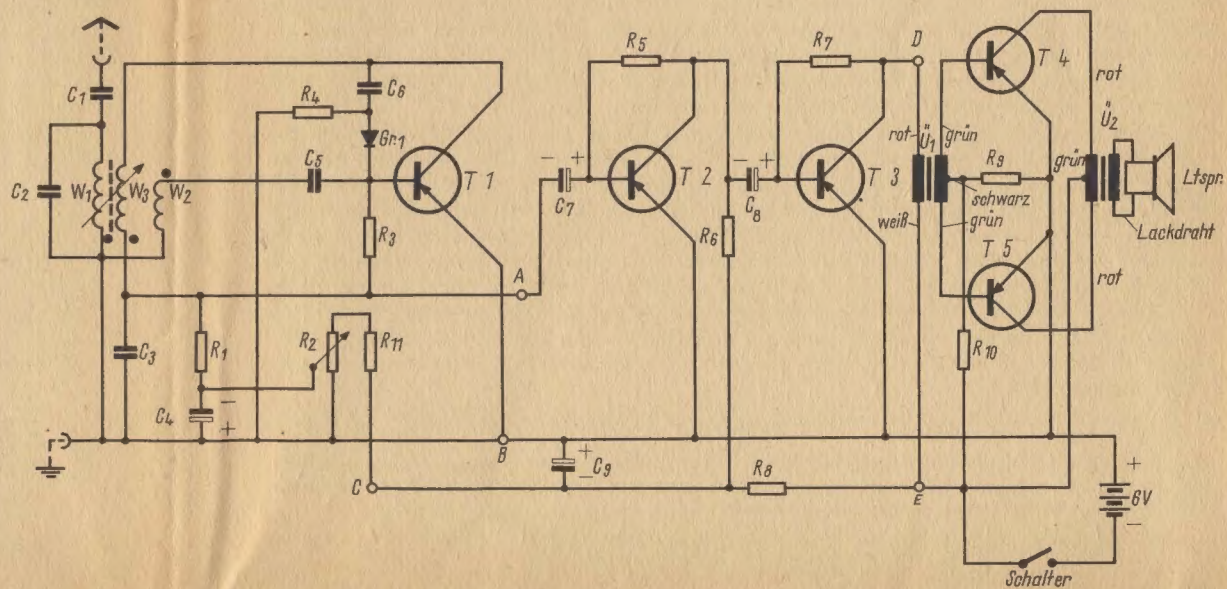 C1
C2
W1
W3
W2
C3
R4
C6
Gr.1
C5
T 1
R3
A
R1
R2
R11
C4
-
+
B
C
R5
- +
C7
T 2
R6
+
-
C9
R8
R7
- +
C8
T 3
D
rot
Ü1
grün
weiß
schwarz
grün
E
T 4
rot
R9
grün
Ü2
Ltspr.
Lackdraht
T 5
rot
R10
+
6V
-
Schalter